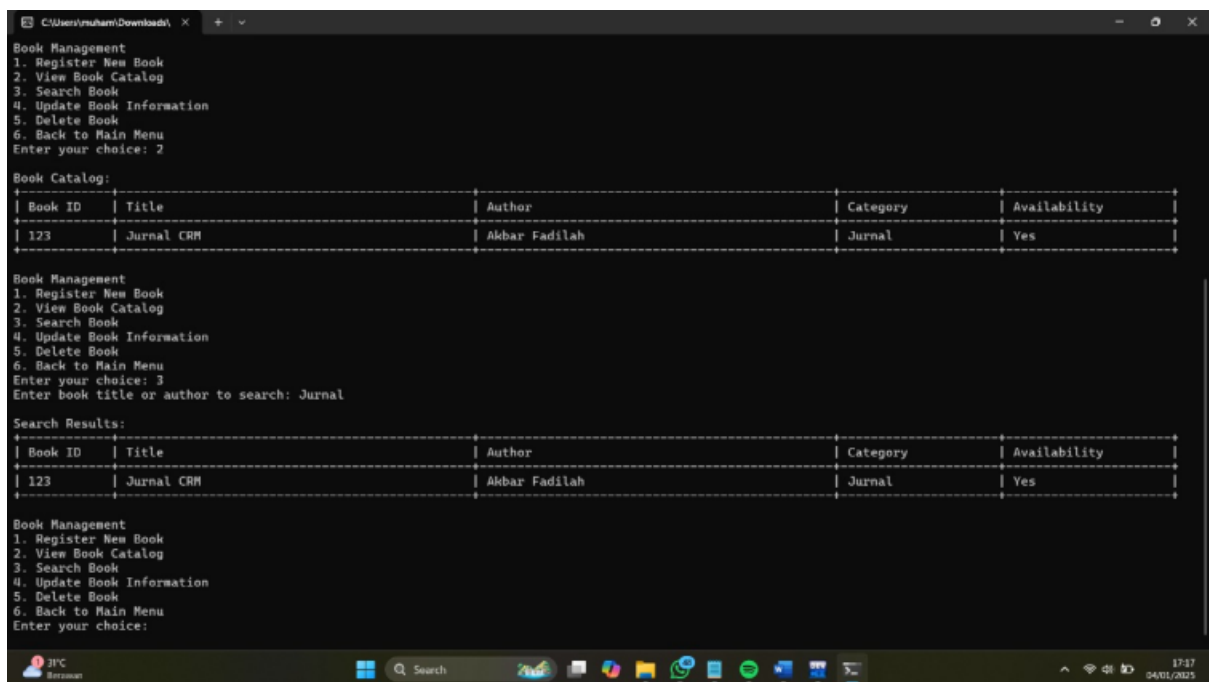 C:\Users\muham\Downloads\
Book Management
1. Register New Book
2. View Book Catalog
3. Search Book
4. Update Book Information
5. Delete Book
6. Back to Main Menu
Enter your choice: 2
Book Catalog:
| Book ID | Title | Author | Category | Availability |
| 123 | Jurnal CRM | Akbar Fadilah | Jurnal | Yes |
Book Management
1. Register New Book
2. View Book Catalog
3. Search Book
4. Update Book Information
5. Delete Book
6. Back to Main Menu
Enter your choice: 3
Enter book title or author to search: Jurnal
Search Results:
| Book ID | Title | Author | Category | Availability |
| 123 | Jurnal CRM | Akbar Fadilah | Jurnal | Yes |
Book Management
1. Register New Book
2. View Book Catalog
3. Search Book
4. Update Book Information
5. Delete Book
6. Back to Main Menu
Enter your choice:
31°C
Berawan
Search
17:17
04/01/2025